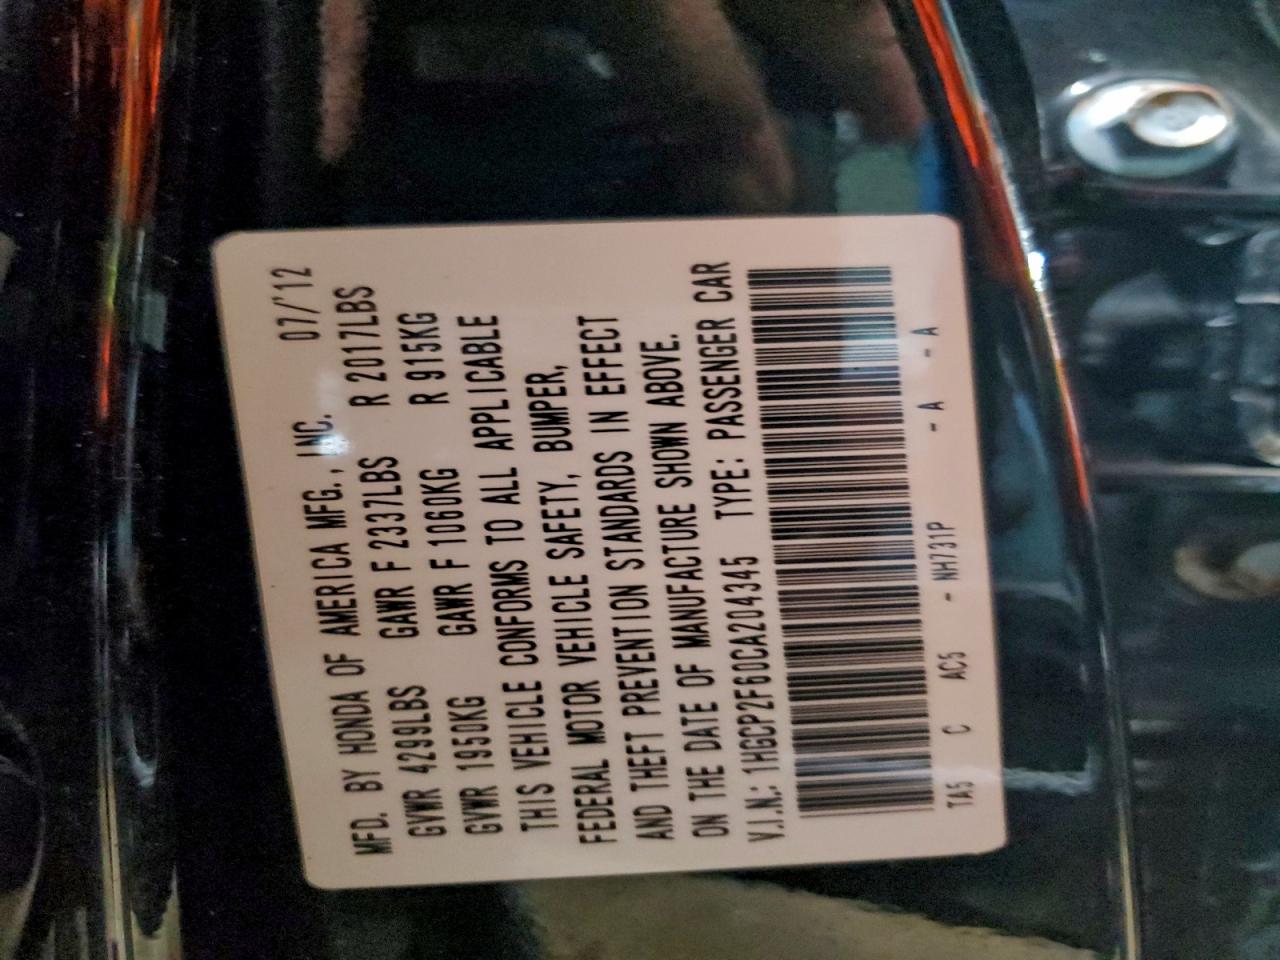 MFD. BY HONDA OF AMERICA MFG., INC. 07/'12
GVWR 4299LBS GAWR F 2337LBS R 2017LBS
GVWR 1950KG GAWR F 1060KG R 915KG
THIS VEHICLE CONFORMS TO ALL APPLICABLE
FEDERAL MOTOR VEHICLE SAFETY, BUMPER,
AND THEFT PREVENTION STANDARDS IN EFFECT
ON THE DATE OF MANUFACTURE SHOWN ABOVE.
V.I.N.: 1HGCP2F60CA204345 TYPE: PASSENGER CAR
TA5 C AC5 - NH731P - A - A